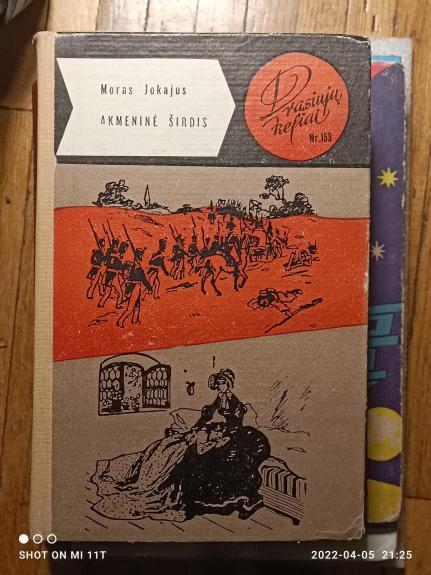 Moras Jokajus
AKMENINĖ ŠIRDIS
Drąsiųjų
keliai
Nr.153
SHOT ON MI 11T
2022-04-05 21:25